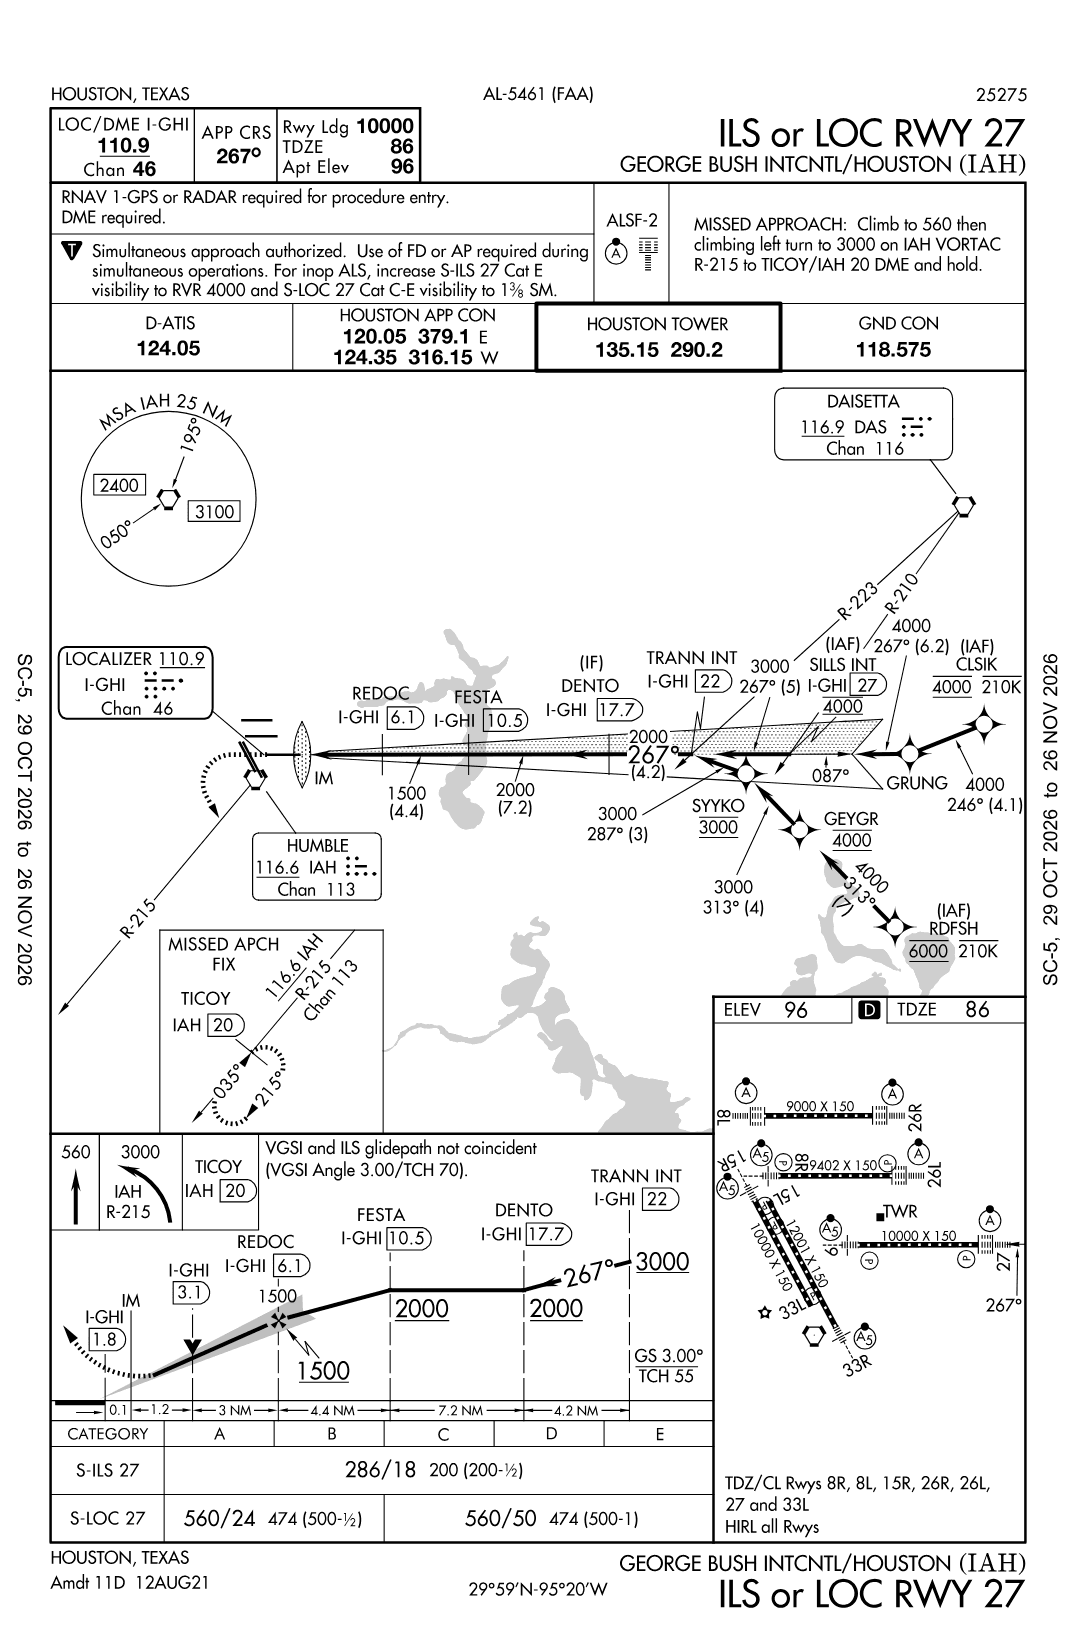 HOUSTON, TEXAS
AL-5461 (FAA)
25275
LOC/DME I-GHI
110.9
Chan 46
APP CRS
267°
Rwy Ldg 10000
TDZE 86
Apt Elev 96
ILS or LOC RWY 27
GEORGE BUSH INTCNTL/HOUSTON (IAH)
RNAV 1-GPS or RADAR required for procedure entry.
DME required.
T
Simultaneous approach authorized. Use of FD or AP required during
simultaneous operations. For inop ALS, increase S-ILS 27 Cat E
visibility to RVR 4000 and S-LOC 27 Cat C-E visibility to 1⅜ SM.
ALSF-2
A
MISSED APPROACH: Climb to 560 then
climbing left turn to 3000 on IAH VORTAC
R-215 to TICOY/IAH 20 DME and hold.
D-ATIS
124.05
HOUSTON APP CON
120.05 379.1 E
124.35 316.15 W
HOUSTON TOWER
135.15 290.2
GND CON
118.575
MSA IAH 25 NM
195°
2400
3100
050°
DAISETTA
116.9 DAS
Chan 116
R-223
R-210
LOCALIZER 110.9
I-GHI
Chan 46
REDOC
I-GHI 6.1
FESTA
I-GHI 10.5
(IF)
DENTO
I-GHI 17.7
TRANN INT
I-GHI 22
3000
267° (5)
(IAF)
SILLS INT
I-GHI 27
4000
4000
267° (6.2)
(IAF)
CLSIK
4000 210K
IM
2000
267°
(4.2)
087°
GRUNG
4000
246° (4.1)
1500
(4.4)
2000
(7.2)
3000
287° (3)
SYYKO
3000
GEYGR
4000
3000
313° (4)
4000
313°
(7)
(IAF)
RDFSH
6000 210K
HUMBLE
116.6 IAH
Chan 113
R-215
MISSED APCH
FIX
TICOY
IAH 20
116.6 IAH
R-215
Chan 113
035°
215°
SC-5, 29 OCT 2026 to 26 NOV 2026
SC-5, 29 OCT 2026 to 26 NOV 2026
ELEV 96
D
TDZE 86
A
8L
9000 X 150
A
26R
15R
A5
P
8R
9402 X 150
P
A
26L
A5
15L
10000 X 150
12001 X 150
TWR
A5
9
P
10000 X 150
P
A
27
267°
33L
A5
33R
TDZ/CL Rwys 8R, 8L, 15R, 26R, 26L,
27 and 33L
HIRL all Rwys
560
3000
IAH
R-215
TICOY
IAH 20
VGSI and ILS glidepath not coincident
(VGSI Angle 3.00/TCH 70).
TRANN INT
I-GHI 22
DENTO
I-GHI 17.7
FESTA
I-GHI 10.5
REDOC
I-GHI 6.1
I-GHI
3.1
IM
I-GHI
1.8
1500
1500
2000
2000
267°
3000
GS 3.00°
TCH 55
0.1
1.2
3 NM
4.4 NM
7.2 NM
4.2 NM
CATEGORY A B C D E
S-ILS 27 286/18 200 (200-½)
S-LOC 27 560/24 474 (500-½) 560/50 474 (500-1)
HOUSTON, TEXAS
Amdt 11D 12AUG21
29°59'N-95°20'W
GEORGE BUSH INTCNTL/HOUSTON (IAH)
ILS or LOC RWY 27